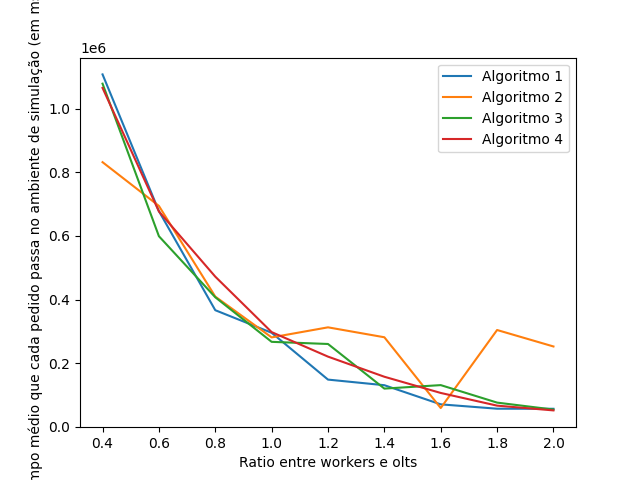 1e6
médio que cada pedido passa no ambiente de simulação (em
1.0
0.8
0.6
0.4
0.2
0.0
Algoritmo 1
Algoritmo 2
Algoritmo 3
Algoritmo 4
0.4 0.6 0.8 1.0 1.2 1.4 1.6 1.8 2.0
Ratio entre workers e olts